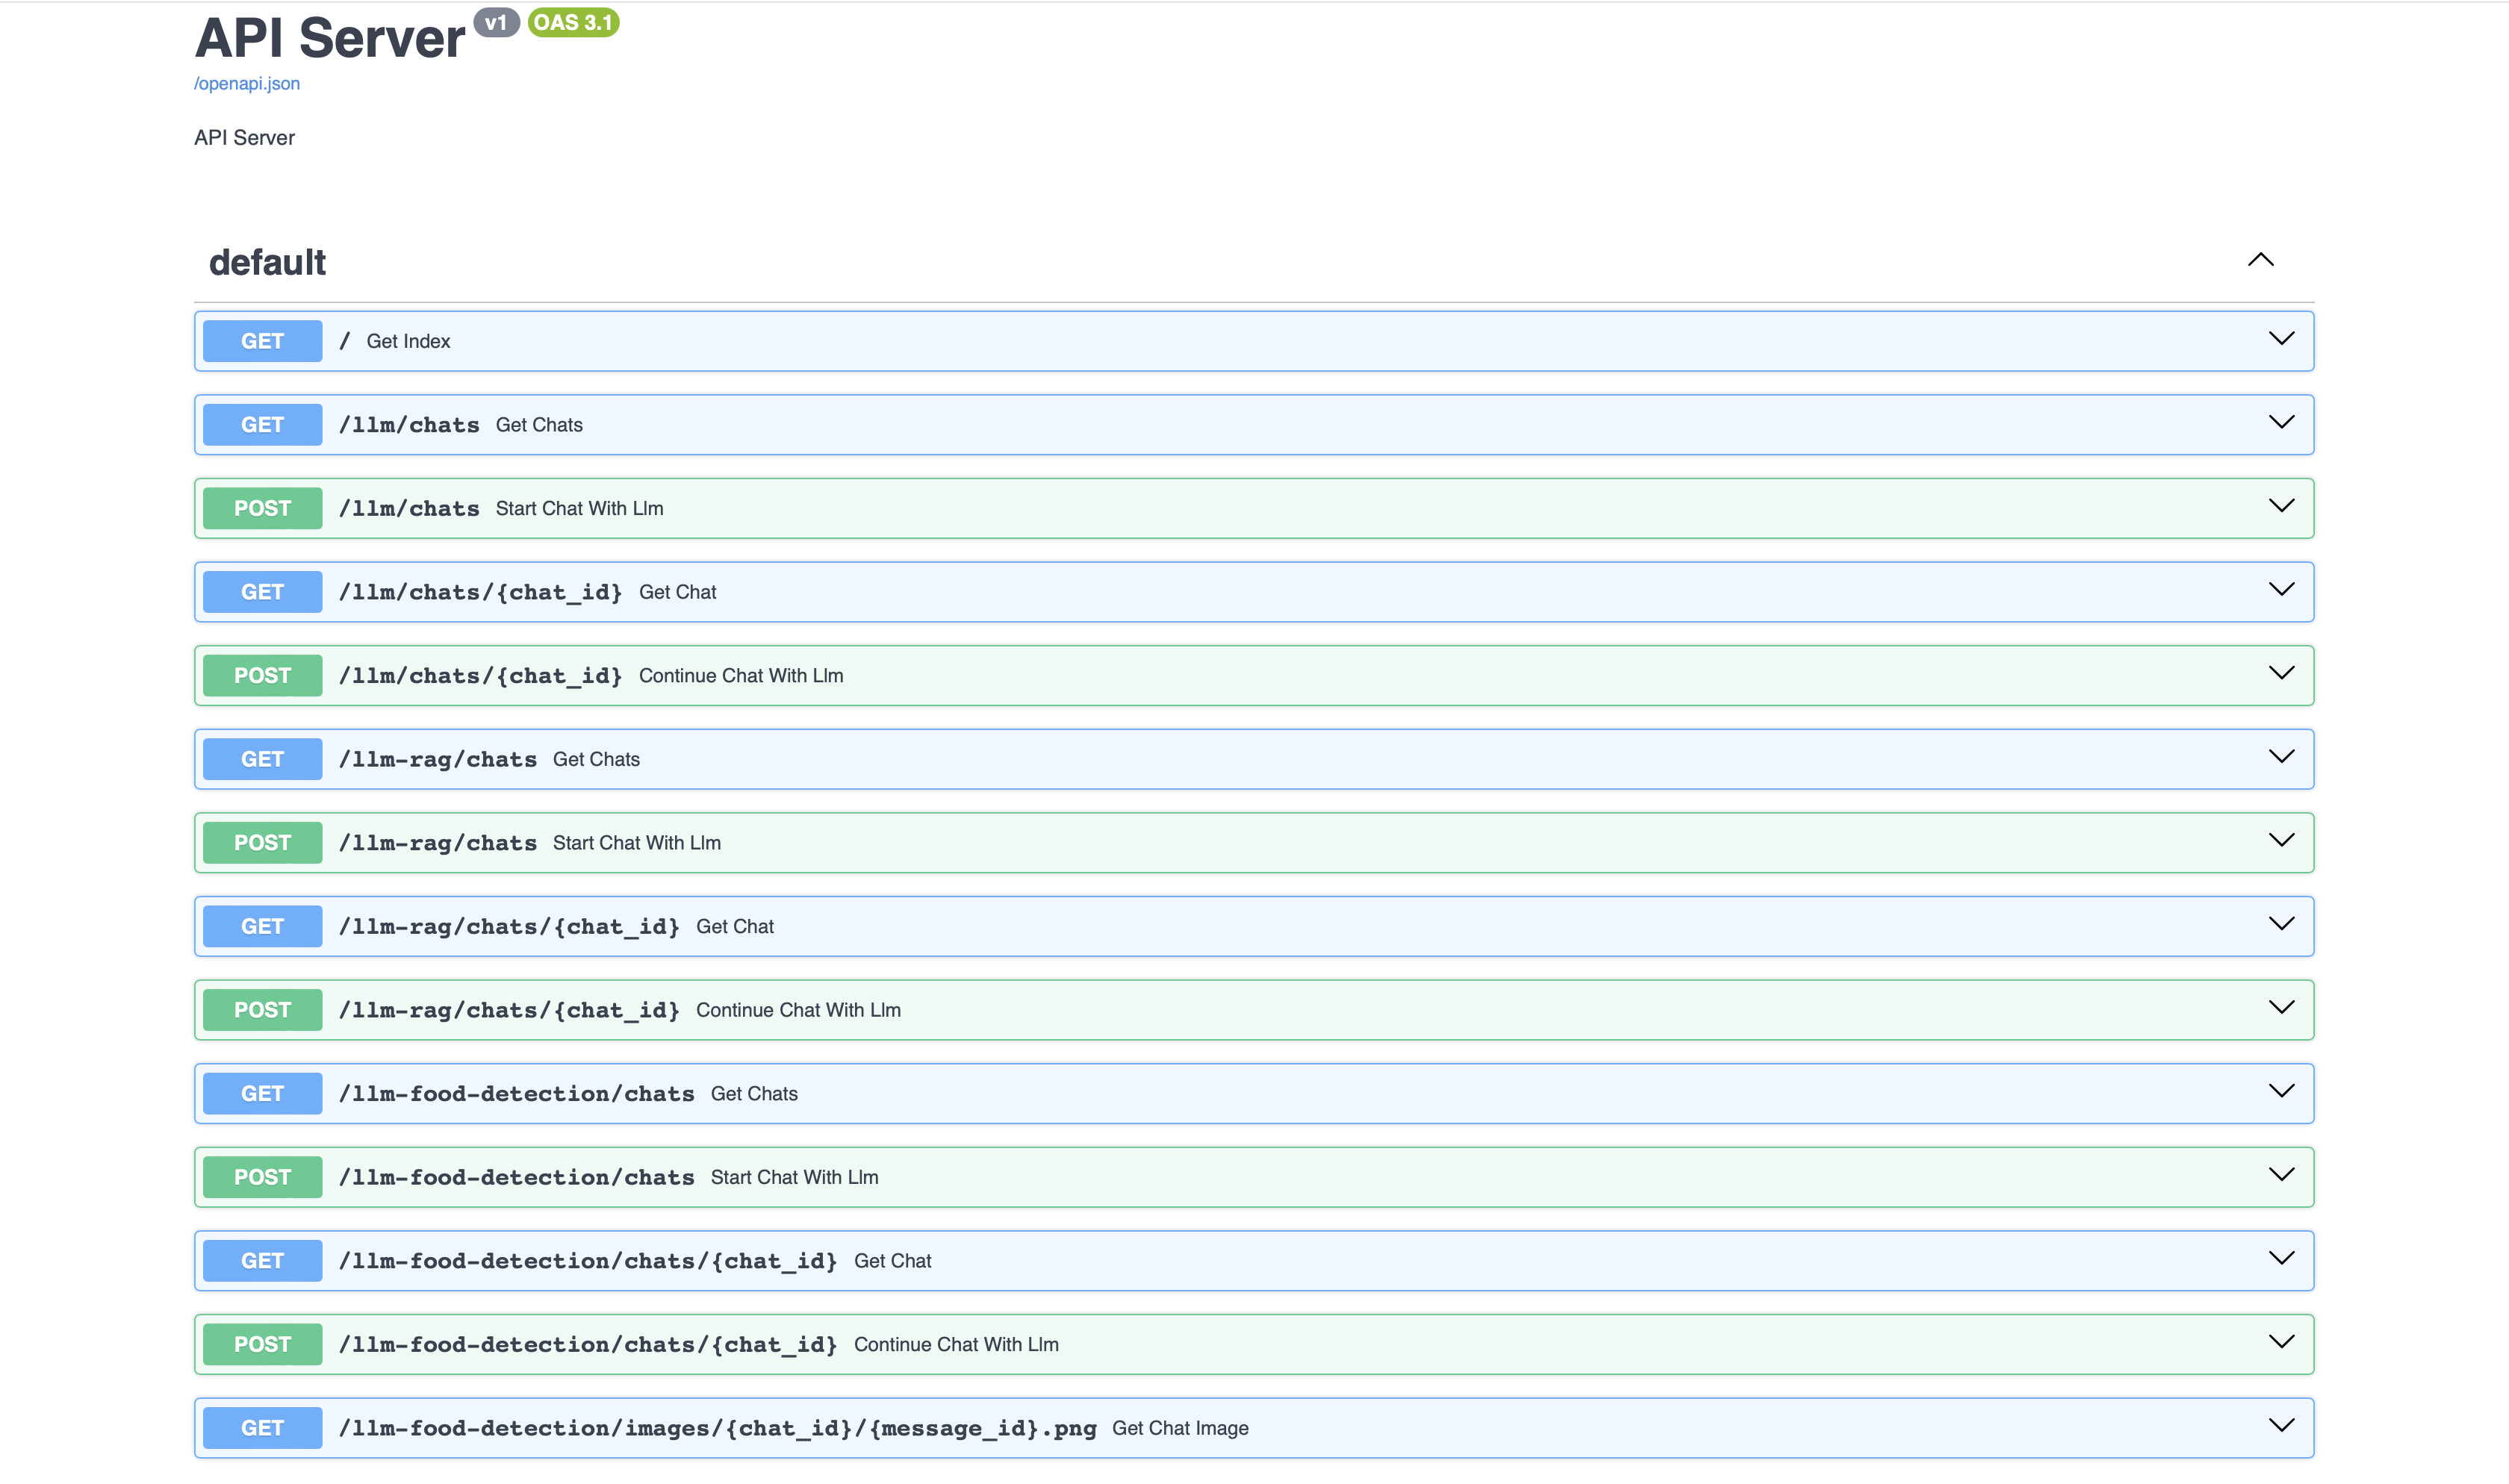 API Server v1 OAS 3.1
/openapi.json
API Server
default
GET / Get Index
GET /llm/chats Get Chats
POST /llm/chats Start Chat With Llm
GET /llm/chats/{chat_id} Get Chat
POST /llm/chats/{chat_id} Continue Chat With Llm
GET /llm-rag/chats Get Chats
POST /llm-rag/chats Start Chat With Llm
GET /llm-rag/chats/{chat_id} Get Chat
POST /llm-rag/chats/{chat_id} Continue Chat With Llm
GET /llm-food-detection/chats Get Chats
POST /llm-food-detection/chats Start Chat With Llm
GET /llm-food-detection/chats/{chat_id} Get Chat
POST /llm-food-detection/chats/{chat_id} Continue Chat With Llm
GET /llm-food-detection/images/{chat_id}/{message_id}.png Get Chat Image